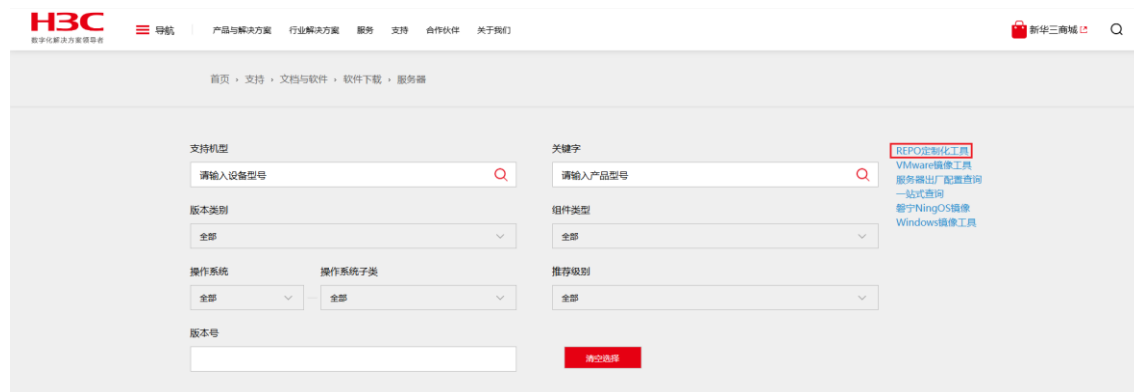 H3C
数字化解决方案领导者
导航
产品与解决方案 行业解决方案 服务 支持 合作伙伴 关于我们
新华三商城
首页 › 支持 › 文档与软件 › 软件下载 › 服务器
支持机型 关键字
请输入设备型号 请输入产品型号
REPO定制化工具
VMware镜像工具
服务器出厂配置查询
一站式查询
磐宁NingOS镜像
Windows镜像工具
版本类别 组件类型
全部 全部
操作系统 操作系统子类 推荐级别
全部 全部 全部
版本号
清空选择